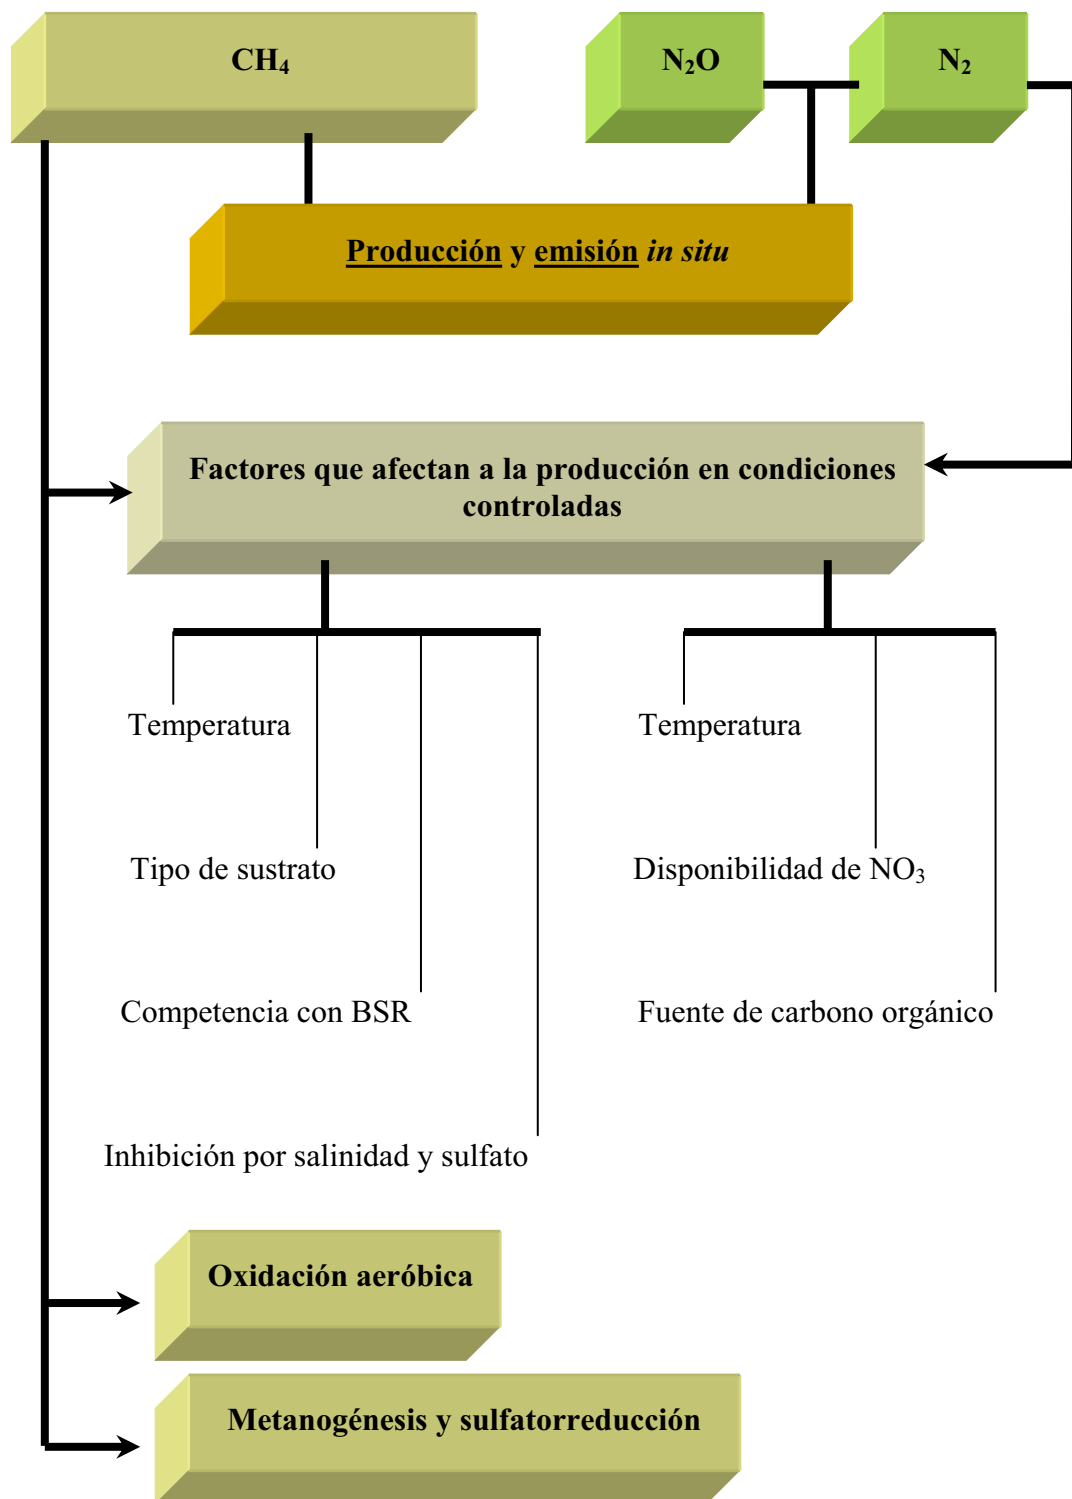 CH₄
N₂O
N₂
Producción y emisión in situ
Factores que afectan a la producción en condiciones
controladas
Temperatura
Temperatura
Tipo de sustrato
Disponibilidad de NO₃
Competencia con BSR
Fuente de carbono orgánico
Inhibición por salinidad y sulfato
Oxidación aeróbica
Metanogénesis y sulfatorreducción